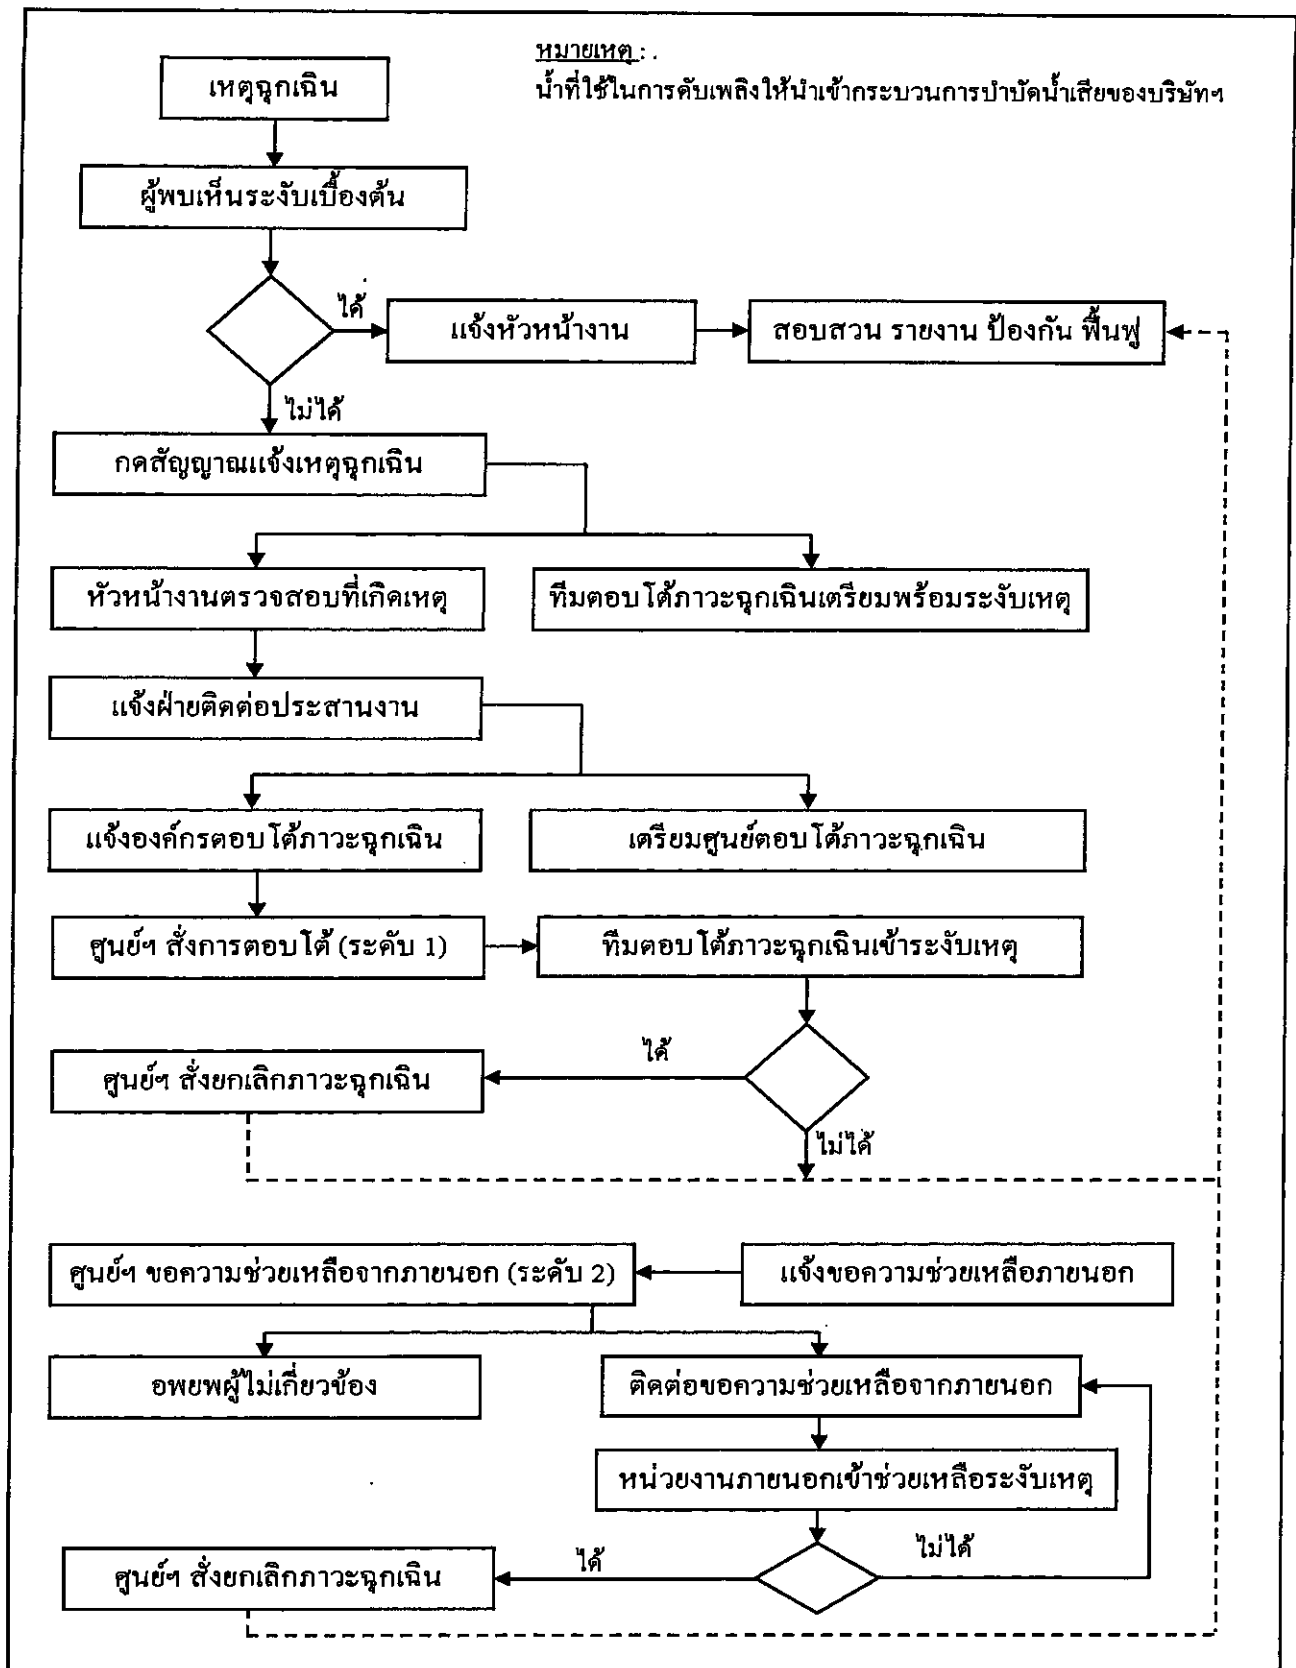 หมายเหตุ :
น้ำที่ใช้ในการดับเพลิงให้นำเข้ากระบวนการบำบัดน้ำเสียของบริษัทฯ
เหตุฉุกเฉิน
ผู้พบเห็นระงับเบื้องต้น
ได้
แจ้งหัวหน้างาน
สอบสวน รายงาน ป้องกัน ฟื้นฟู
ไม่ได้
กดสัญญาณแจ้งเหตุฉุกเฉิน
หัวหน้างานตรวจสอบที่เกิดเหตุ
ทีมตอบโต้ภาวะฉุกเฉินเตรียมพร้อมระงับเหตุ
แจ้งฝ่ายติดต่อประสานงาน
แจ้งองค์กรตอบโต้ภาวะฉุกเฉิน
เตรียมศูนย์ตอบโต้ภาวะฉุกเฉิน
ศูนย์ฯ สั่งการตอบโต้ (ระดับ 1)
ทีมตอบโต้ภาวะฉุกเฉินเข้าระงับเหตุ
ได้
ศูนย์ฯ สั่งยกเลิกภาวะฉุกเฉิน
ไม่ได้
ศูนย์ฯ ขอความช่วยเหลือจากภายนอก (ระดับ 2)
แจ้งขอความช่วยเหลือภายนอก
อพยพผู้ไม่เกี่ยวข้อง
ติดต่อขอความช่วยเหลือจากภายนอก
หน่วยงานภายนอกเข้าช่วยเหลือระงับเหตุ
ได้
ไม่ได้
ศูนย์ฯ สั่งยกเลิกภาวะฉุกเฉิน